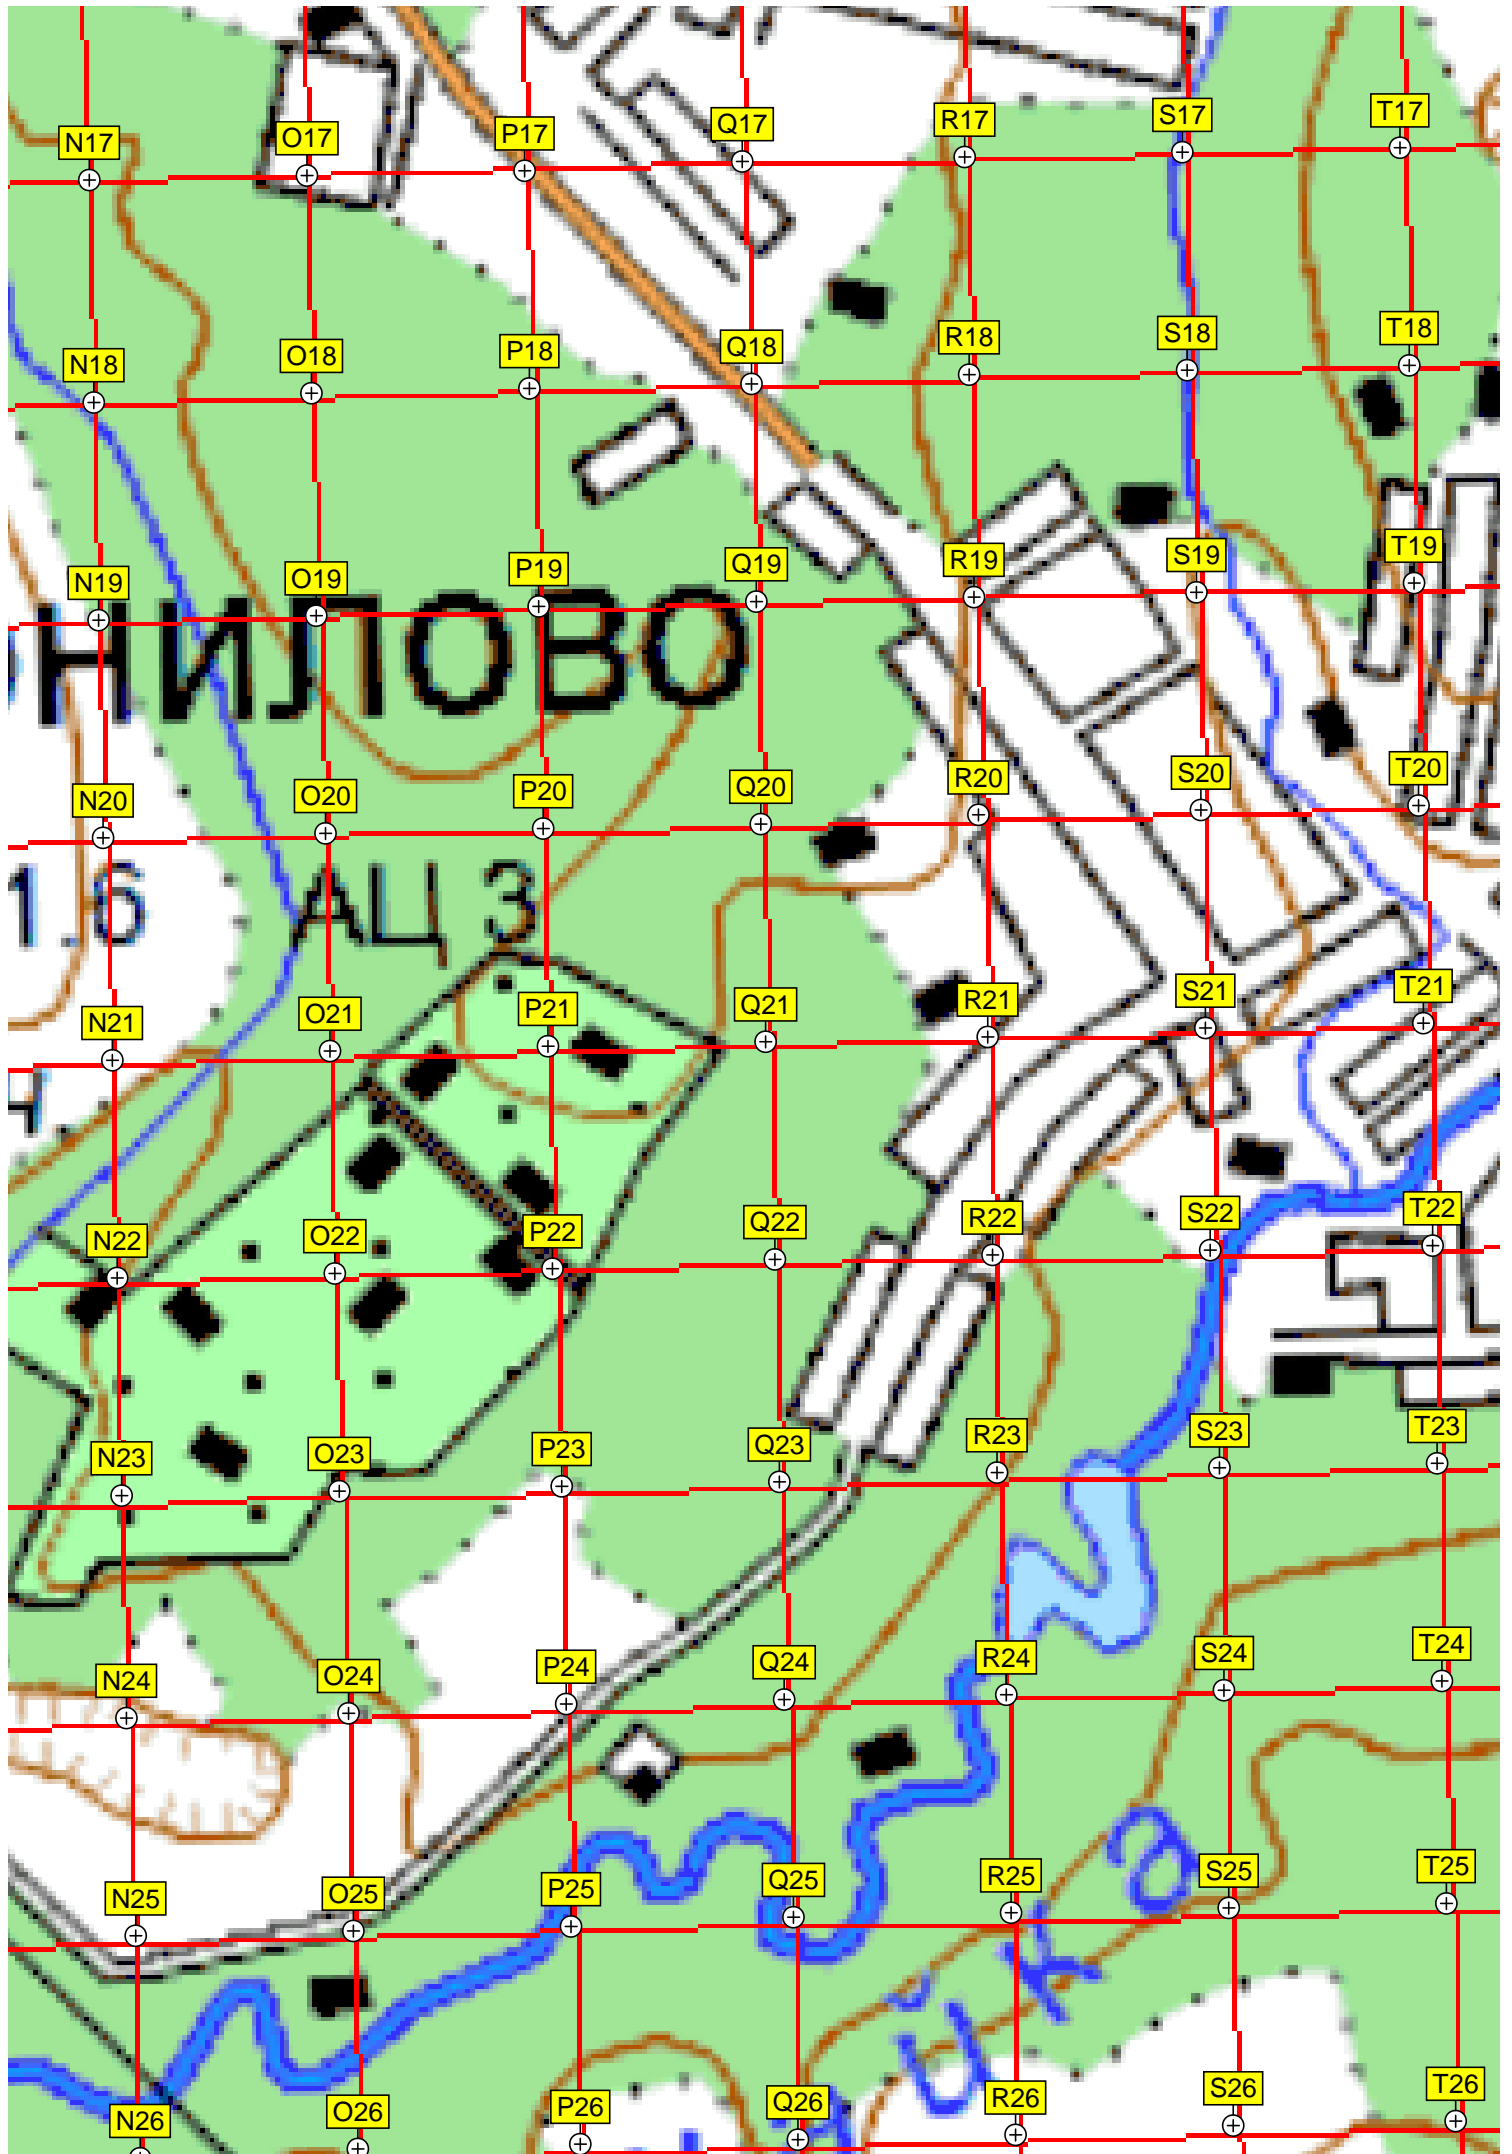 N17 O17 P17 Q17 R17 S17 T17
N18 O18 P18 Q18 R18 S18 T18
N19 O19 P19 Q19 R19 S19 T19
НИЛОВО
N20 O20 P20 Q20 R20 S20 T20
1.6 АЦ 3
N21 O21 P21 Q21 R21 S21 T21
N22 O22 P22 Q22 R22 S22 T22
N23 O23 P23 Q23 R23 S23 T23
N24 O24 P24 Q24 R24 S24 T24
N25 O25 P25 Q25 R25 S25 T25
N26 O26 P26 Q26 R26 S26 T26